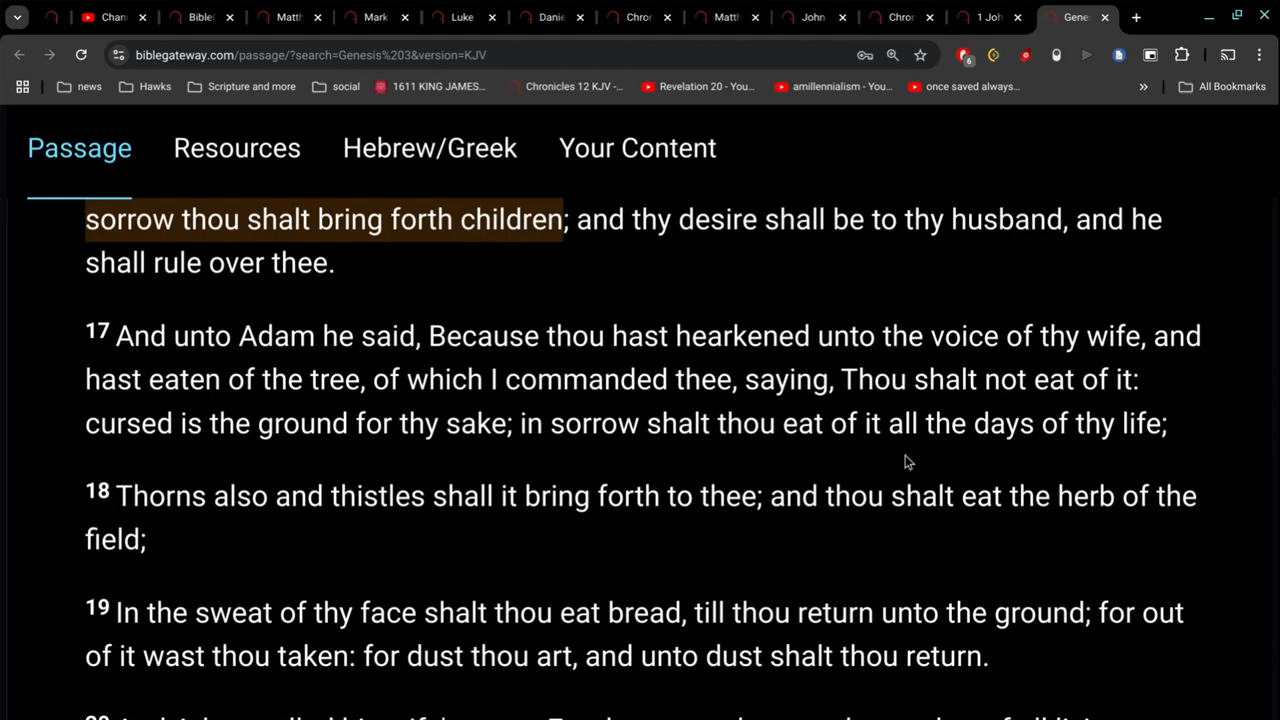 Chan
Bible
Matth
Mark
Luke
Danie
Chror
Matth
John
Chror
1 Joh
Gene
biblegateway.com/passage/?search=Genesis%203&version=KJV
6
news
Hawks
Scripture and more
social
1611 KING JAMES...
Chronicles 12 KJV -...
Revelation 20 - You...
amillennialism - You...
once saved always...
»
All Bookmarks
Passage
Resources
Hebrew/Greek
Your Content
sorrow thou shalt bring forth children; and thy desire shall be to thy husband, and he
shall rule over thee.
17 And unto Adam he said, Because thou hast hearkened unto the voice of thy wife, and
hast eaten of the tree, of which I commanded thee, saying, Thou shalt not eat of it:
cursed is the ground for thy sake; in sorrow shalt thou eat of it all the days of thy life;
18 Thorns also and thistles shall it bring forth to thee; and thou shalt eat the herb of the
field;
19 In the sweat of thy face shalt thou eat bread, till thou return unto the ground; for out
of it wast thou taken: for dust thou art, and unto dust shalt thou return.